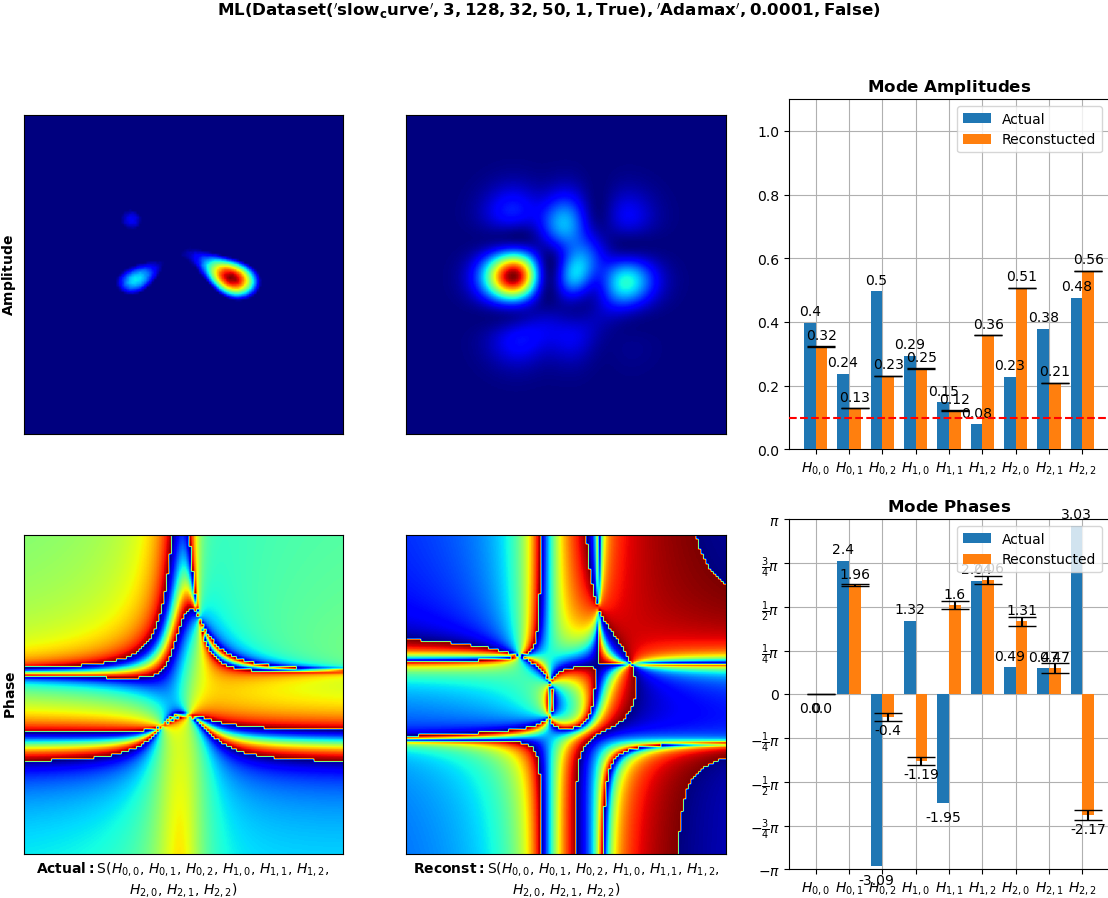 ML(Dataset('slow_curve', 3, 128, 32, 50, 1, True), 'Adamax', 0.0001, False)
Amplitude
Mode Amplitudes
Actual
Reconstucted
1.0
0.8
0.6
0.4
0.2
0.0
0.4
0.24
0.5
0.29
0.15
0.08
0.23
0.38
0.48
0.32
0.13
0.23
0.25
0.12
0.36
0.51
0.21
0.56
H0,0 H0,1 H0,2 H1,0 H1,1 H1,2 H2,0 H2,1 H2,2
Phase
Mode Phases
Actual
Reconstucted
π
3/4π
1/2π
1/4π
0
−1/4π
−1/2π
−3/4π
−π
0.0
2.4
-3.09
1.32
-1.95
0.49
0.47
3.03
0.0
1.96
-0.4
-1.19
1.6
1.31
0.47
-2.17
H0,0 H0,1 H0,2 H1,0 H1,1 H1,2 H2,0 H2,1 H2,2
Actual: S(H0,0, H0,1, H0,2, H1,0, H1,1, H1,2,
H2,0, H2,1, H2,2)
Reconst: S(H0,0, H0,1, H0,2, H1,0, H1,1, H1,2,
H2,0, H2,1, H2,2)